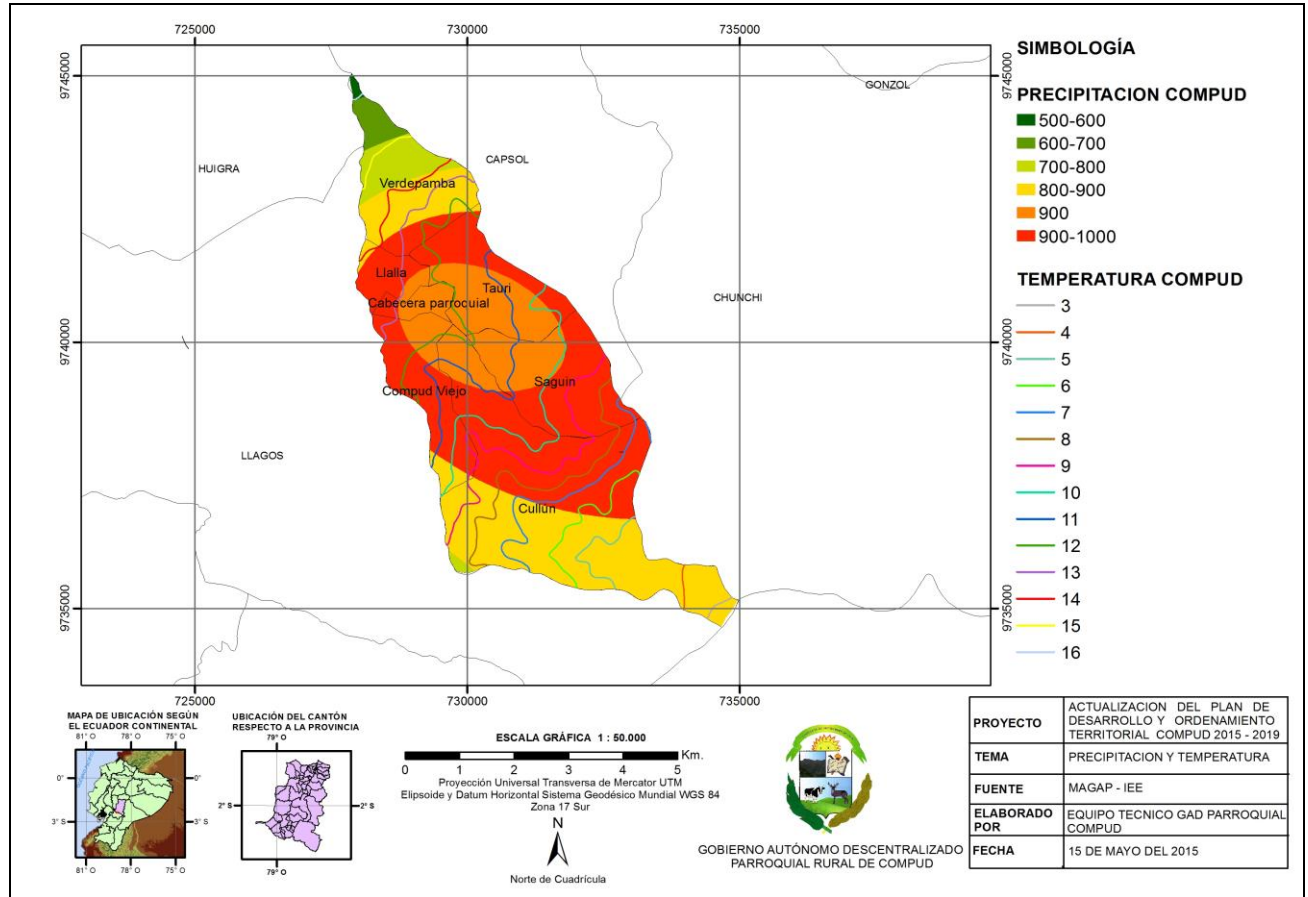 725000
730000
735000
9745000
9745000
GONZOL
HUIGRA
CAPSOL
Verdepamba
Llalla
Tauri
CHUNCHI
Cabecera parroquial
9740000
9740000
Saguin
Compud Viejo
LLAGOS
Cullun
9735000
9735000
725000
730000
735000
SIMBOLOGÍA
PRECIPITACION COMPUD
500-600
600-700
700-800
800-900
900
900-1000
TEMPERATURA COMPUD
3
4
5
6
7
8
9
10
11
12
13
14
15
16
MAPA DE UBICACIÓN SEGÚN
EL ECUADOR CONTINENTAL
81° O 78° O 75° O
0° 0°
3° S 3° S
81° O 78° O 75° O
UBICACIÓN DEL CANTÓN
RESPECTO A LA PROVINCIA
79° O
2° S 2° S
79° O
ESCALA GRÁFICA 1 : 50.000
Km.
0 1 2 3 4 5
Proyección Universal Transversa de Mercator UTM
Elipsoide y Datum Horizontal Sistema Geodésico Mundial WGS 84
Zona 17 Sur
N
Norte de Cuadrícula
GOBIERNO AUTÓNOMO DESCENTRALIZADO
PARROQUIAL RURAL DE COMPUD
PROYECTO ACTUALIZACION DEL PLAN DE
DESARROLLO Y ORDENAMIENTO
TERRITORIAL COMPUD 2015 - 2019
TEMA PRECIPITACION Y TEMPERATURA
FUENTE MAGAP - IEE
ELABORADO POR EQUIPO TECNICO GAD PARROQUIAL
COMPUD
FECHA 15 DE MAYO DEL 2015